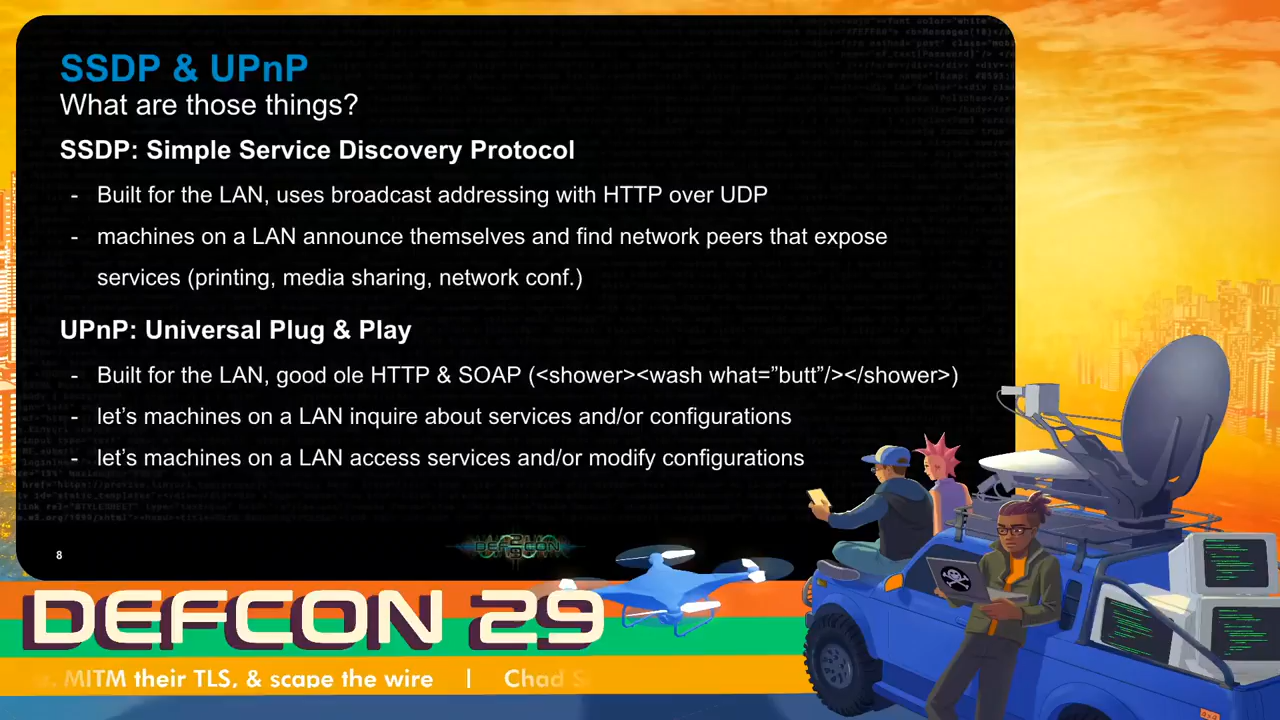 SSDP & UPnP
What are those things?
SSDP: Simple Service Discovery Protocol
- Built for the LAN, uses broadcast addressing with HTTP over UDP
- machines on a LAN announce themselves and find network peers that expose
services (printing, media sharing, network conf.)
UPnP: Universal Plug & Play
- Built for the LAN, good ole HTTP & SOAP (<shower><wash what=”butt”/></shower>)
- let’s machines on a LAN inquire about services and/or configurations
- let’s machines on a LAN access services and/or modify configurations
8
DEFCON
DEFCON 29
MITM their TLS, & scape the wire | Chad S